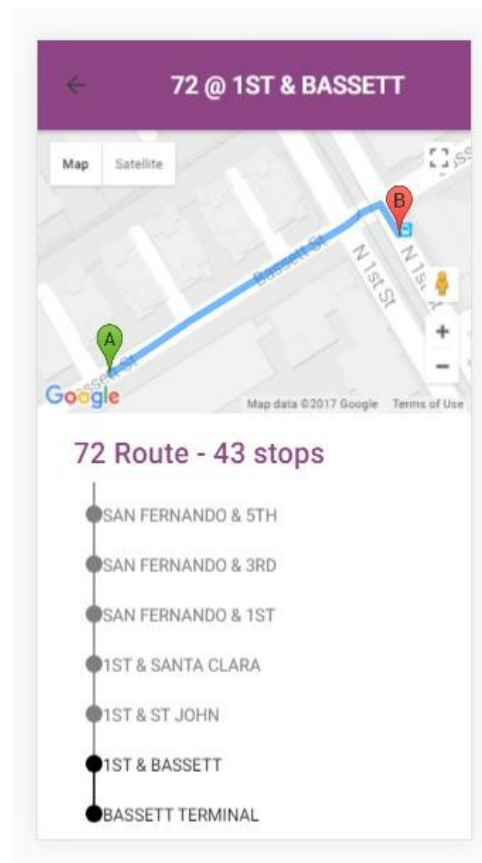 72 @ 1ST & BASSETT
Map Satellite
B
Bassett St
N 1st St
N 1st
A
Google
Map data ©2017 Google Terms of Use
72 Route - 43 stops
SAN FERNANDO & 5TH
SAN FERNANDO & 3RD
SAN FERNANDO & 1ST
1ST & SANTA CLARA
1ST & ST JOHN
1ST & BASSETT
BASSETT TERMINAL